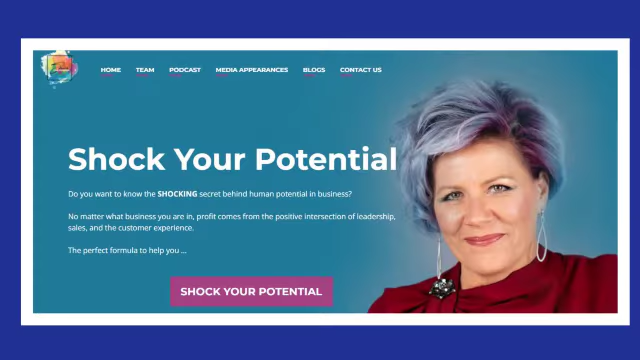 HOME TEAM PODCAST MEDIA APPEARANCES BLOGS CONTACT US
Shock Your Potential
Do you want to know the SHOCKING secret behind human potential in business?
No matter what business you are in, profit comes from the positive intersection of leadership,
sales, and the customer experience.
The perfect formula to help you ...
SHOCK YOUR POTENTIAL